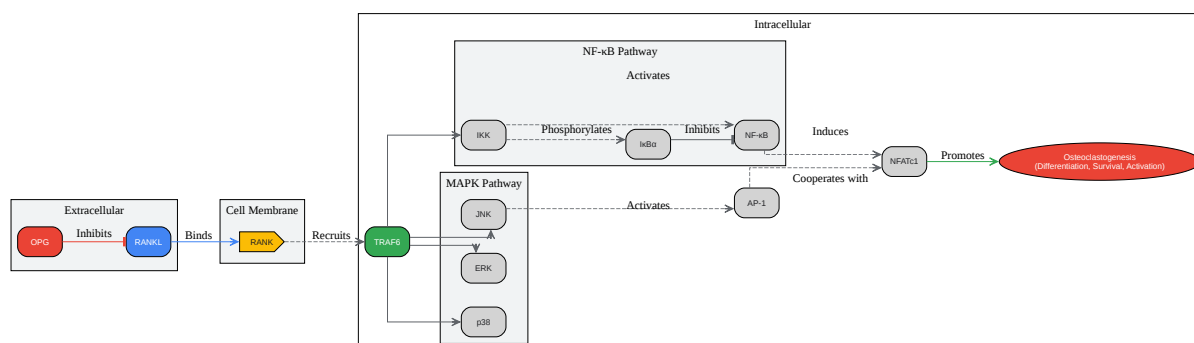 Intracellular
NF-κB Pathway
Activates
IKK
Phosphorylates
IκBα
Inhibits
NF-κB
Induces
NFATc1
Promotes
Osteoclastogenesis
(Differentiation, Survival, Activation)
Cooperates with
MAPK Pathway
JNK
Activates
AP-1
Extracellular
OPG
Inhibits
RANKL
Binds
Cell Membrane
RANK
Recruits
TRAF6
ERK
p38